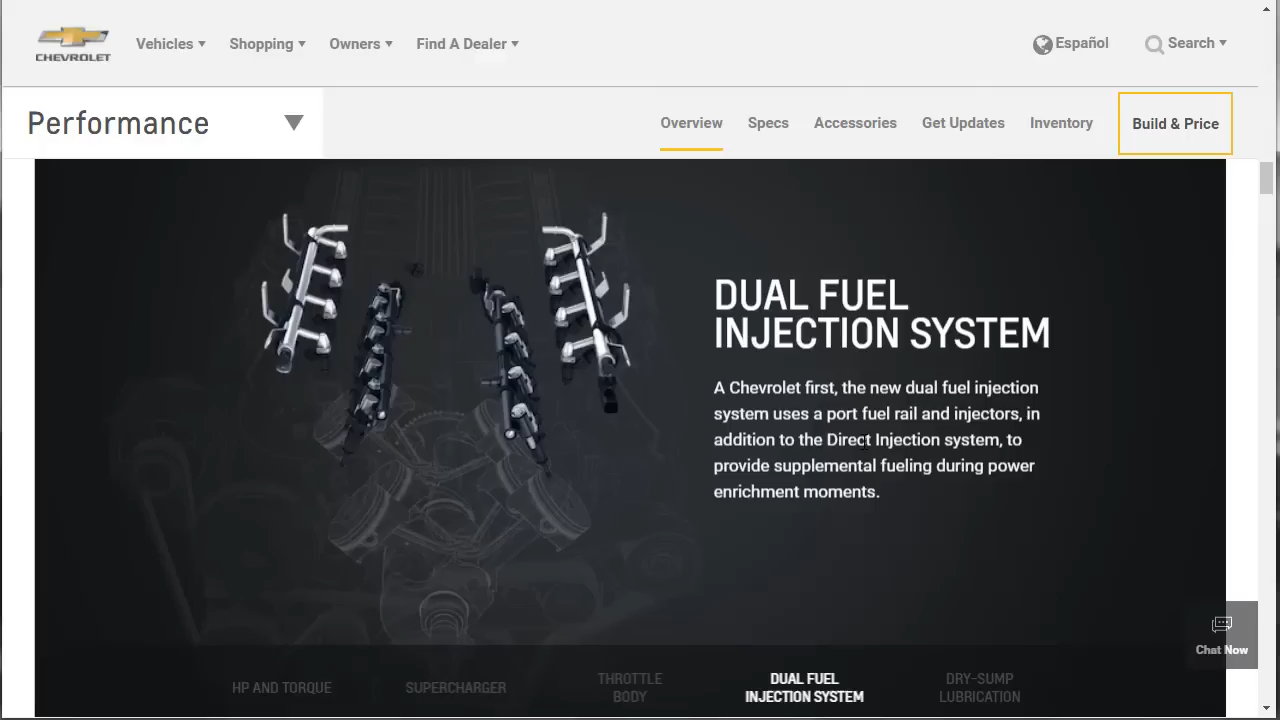 CHEVROLET
Vehicles
Shopping
Owners
Find A Dealer
Español
Search
Performance
Overview
Specs
Accessories
Get Updates
Inventory
Build & Price
DUAL FUEL
INJECTION SYSTEM
A Chevrolet first, the new dual fuel injection
system uses a port fuel rail and injectors, in
addition to the Direct Injection system, to
provide supplemental fueling during power
enrichment moments.
Chat Now
HP AND TORQUE
SUPERCHARGER
THROTTLE
BODY
DUAL FUEL
INJECTION SYSTEM
DRY-SUMP
LUBRICATION